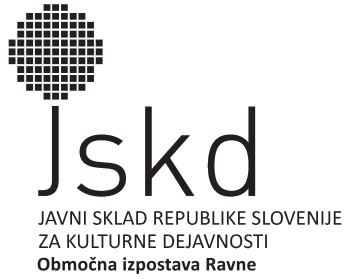 Jskd
JAVNI SKLAD REPUBLIKE SLOVENIJE
ZA KULTURNE DEJAVNOSTI
Območna izpostava Ravne